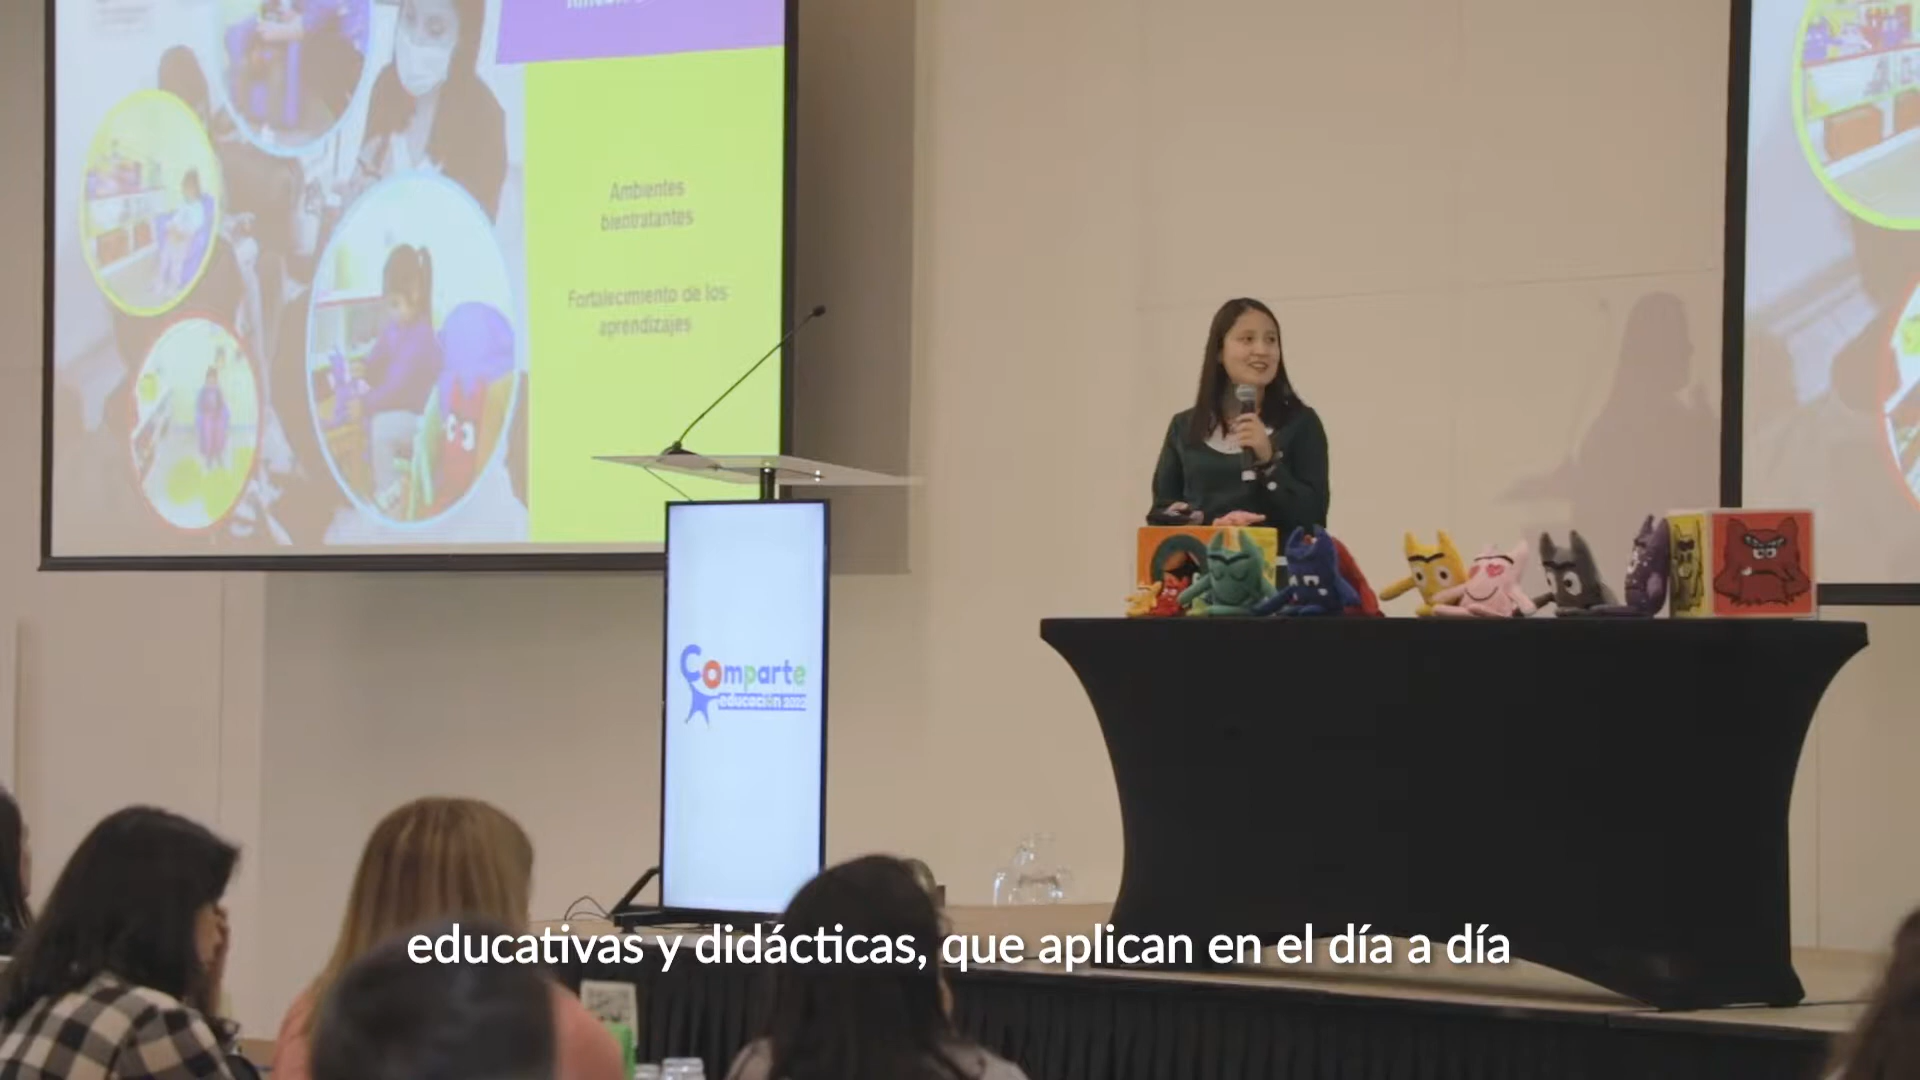 Ambientes
bientratantes
Fortalecimiento de los
aprendizajes
Comparte
educación 2022
educativas y didácticas, que aplican en el día a día